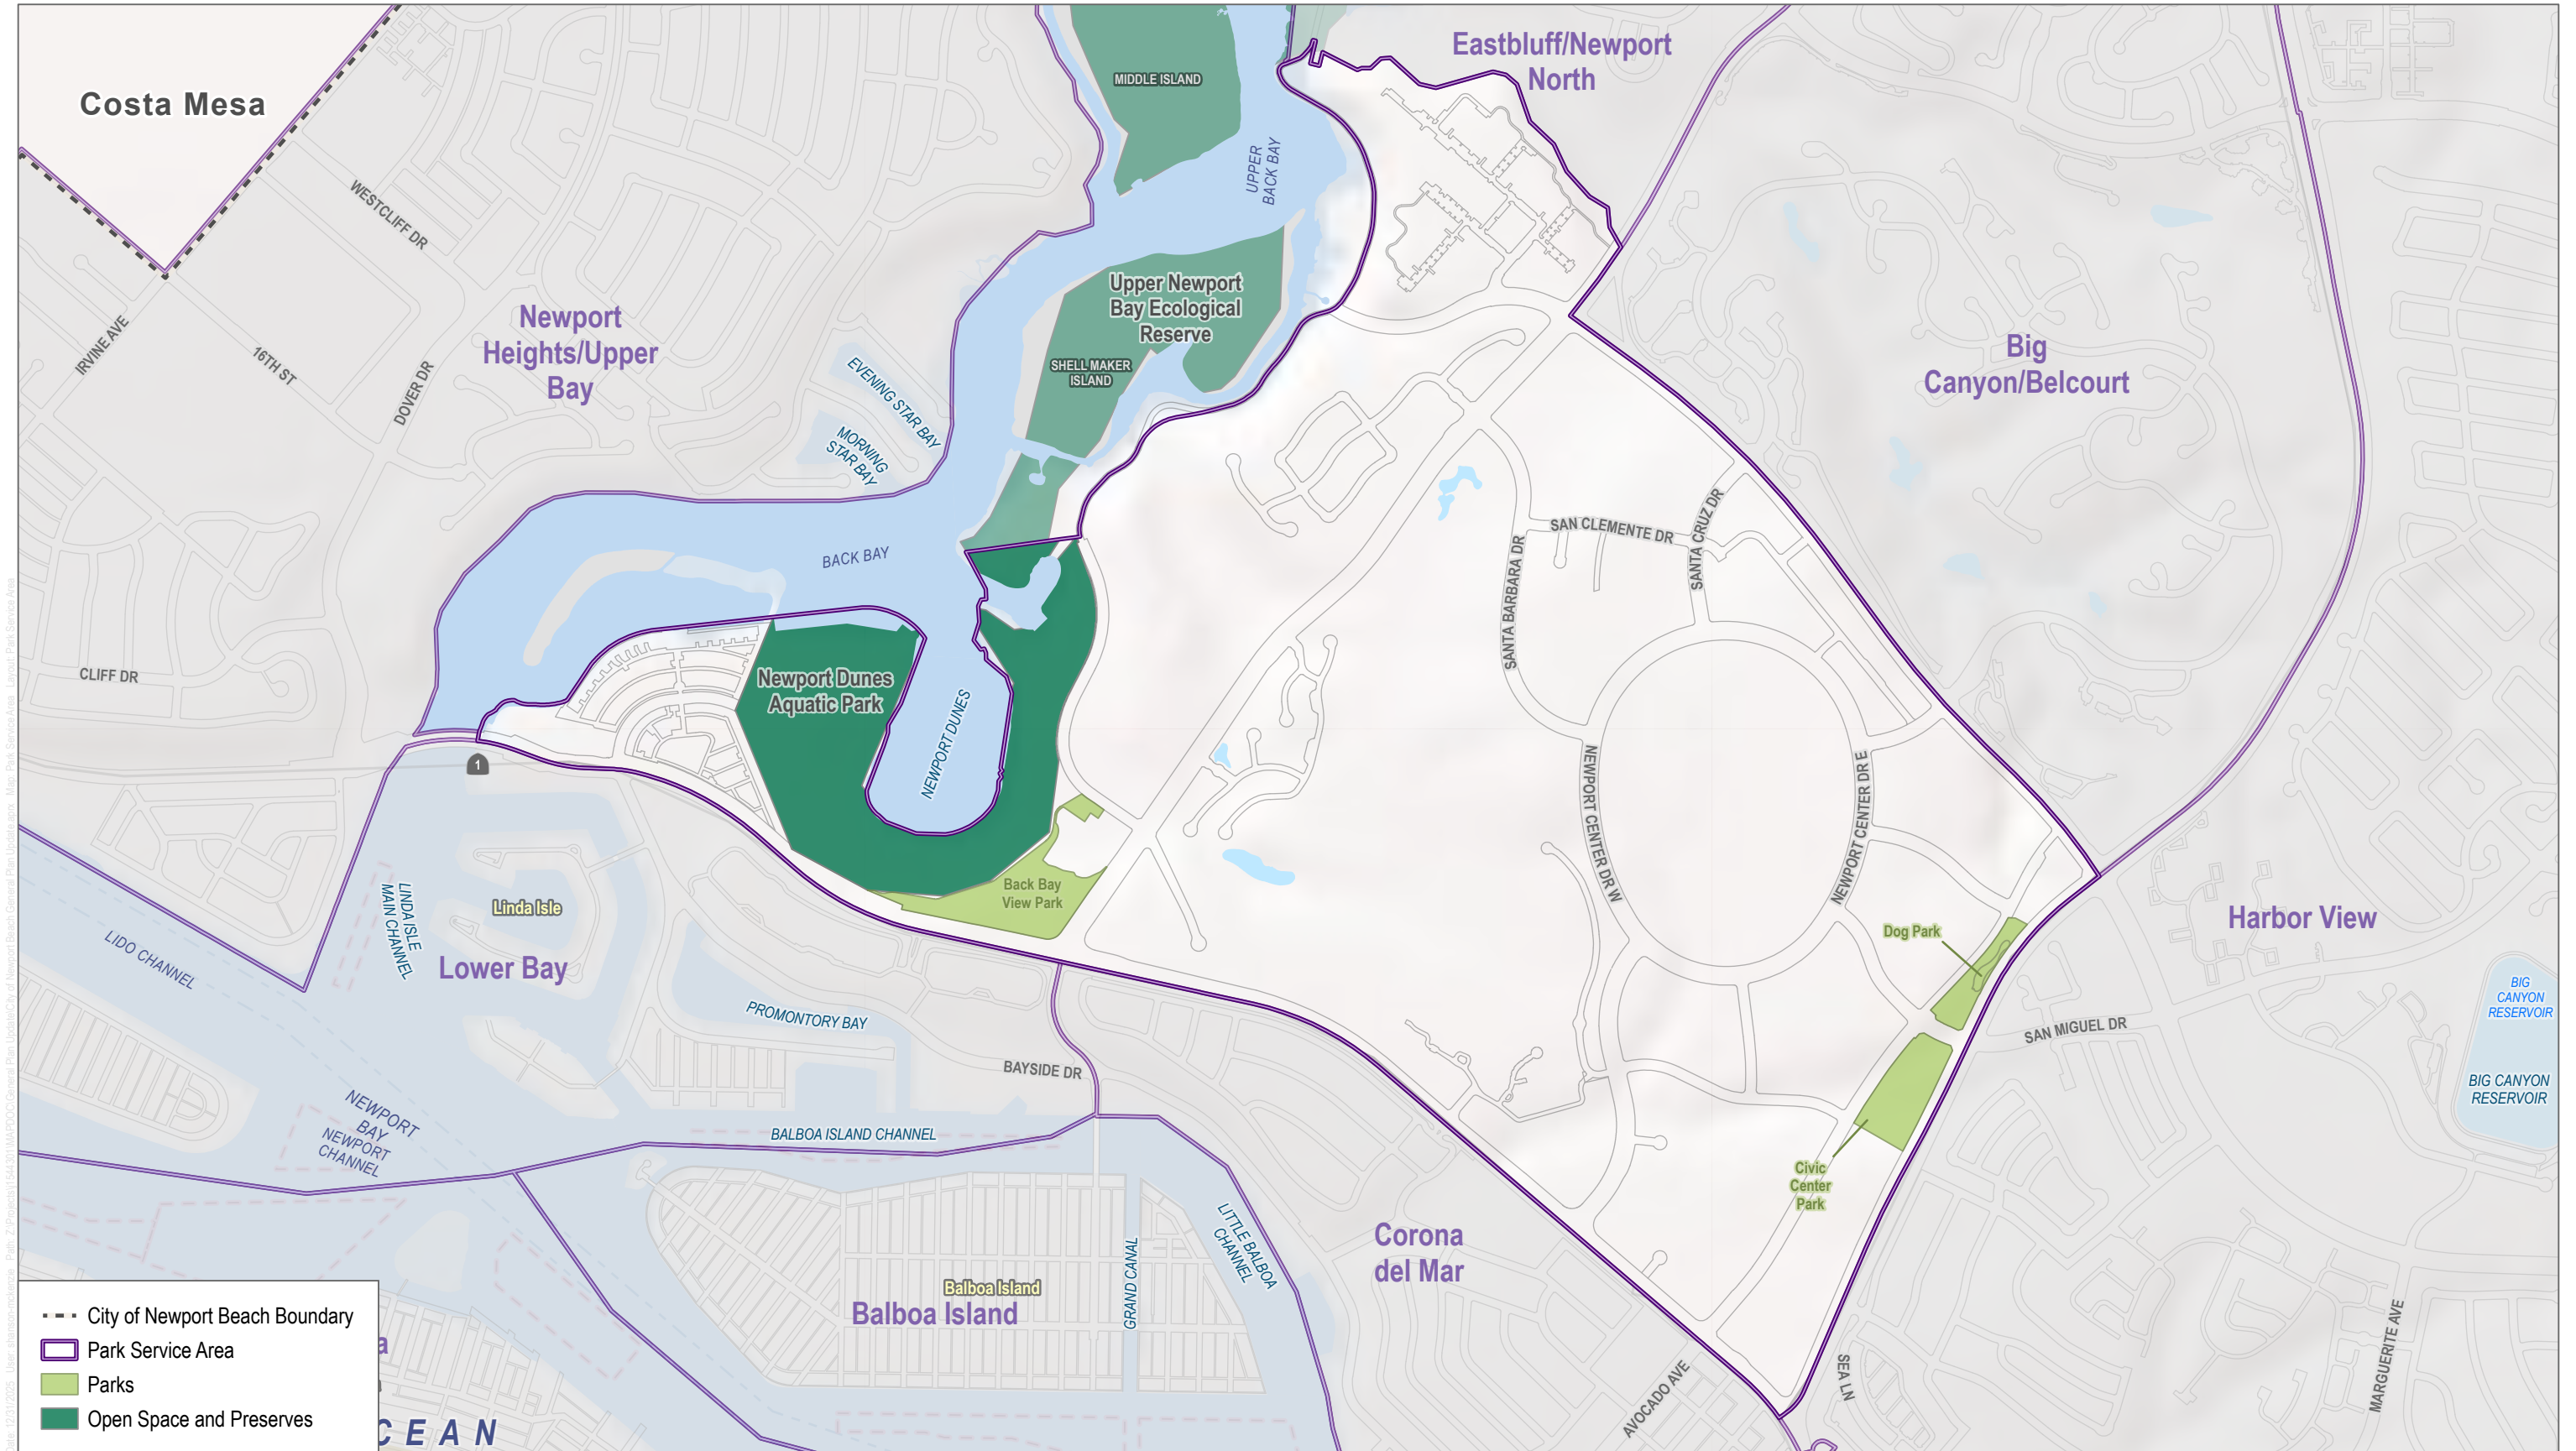 Costa Mesa
MIDDLE ISLAND
Eastbluff/Newport
North
UPPER
BACK BAY
WESTCLIFF DR
Newport
Heights/Upper
Bay
IRVINE AVE
16TH ST
DOVER DR
EVENING STAR BAY
MORNING
STAR BAY
Upper Newport
Bay Ecological
Reserve
SHELL MAKER
ISLAND
Big
Canyon/Belcourt
SAN CLEMENTE DR
SANTA CRUZ DR
SANTA BARBARA DR
BACK BAY
CLIFF DR
Newport Dunes
Aquatic Park
NEWPORT DUNES
1
NEWPORT CENTER DR W
NEWPORT CENTER DR E
Back Bay
View Park
Linda Isle
LINDA ISLE
MAIN CHANNEL
LIDO CHANNEL
Lower Bay
Dog Park
Harbor View
BIG
CANYON
RESERVOIR
PROMONTORY BAY
SAN MIGUEL DR
BAYSIDE DR
BIG CANYON
RESERVOIR
NEWPORT
BAY
NEWPORT
CHANNEL
BALBOA ISLAND CHANNEL
Civic
Center
Park
LITTLE BALBOA
CHANNEL
GRAND CANAL
Corona
del Mar
Balboa Island
Balboa Island
AVOCADO AVE
SEA LN
MARGUERITE AVE
City of Newport Beach Boundary
Park Service Area
Parks
Open Space and Preserves
a
CEAN